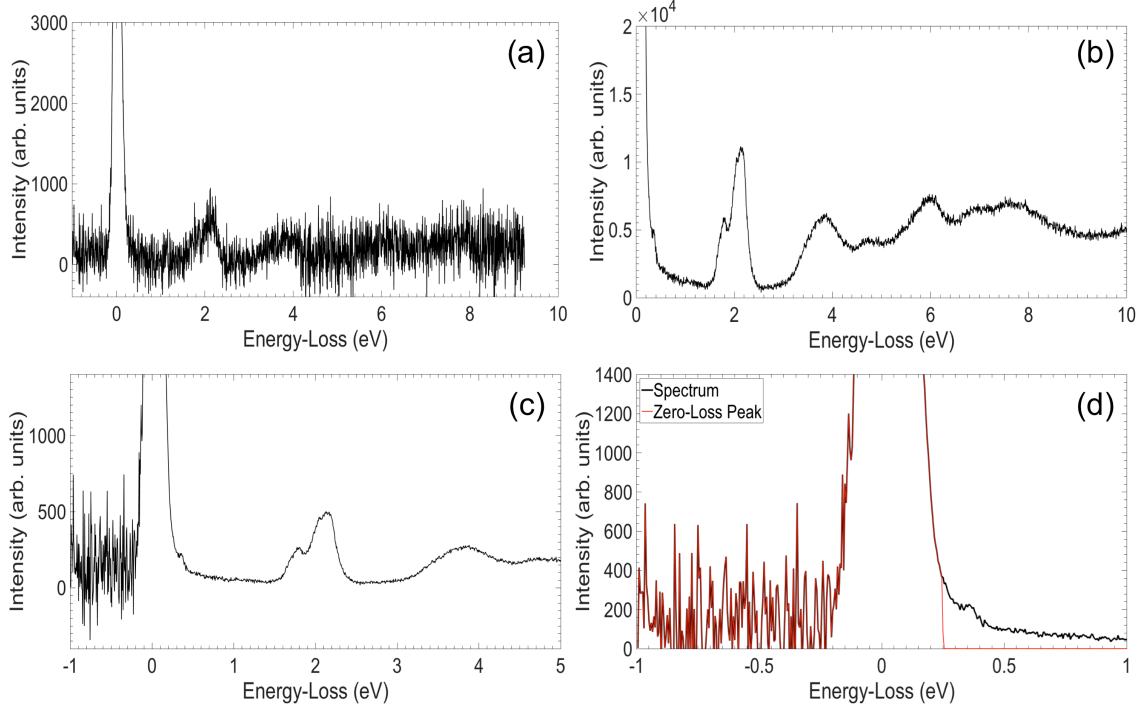 (a)
Intensity (arb. units)
3000
2000
1000
0
0 2 4 6 8 10
Energy-Loss (eV)
×10⁴
(b)
Intensity (arb. units)
2
1.5
1
0.5
0
0 2 4 6 8 10
Energy-Loss (eV)
(c)
Intensity (arb. units)
1000
500
0
-1 0 1 2 3 4 5
Energy-Loss (eV)
(d)
Spectrum
Zero-Loss Peak
Intensity (arb. units)
1400
1200
1000
800
600
400
200
0
-1 -0.5 0 0.5 1
Energy-Loss (eV)